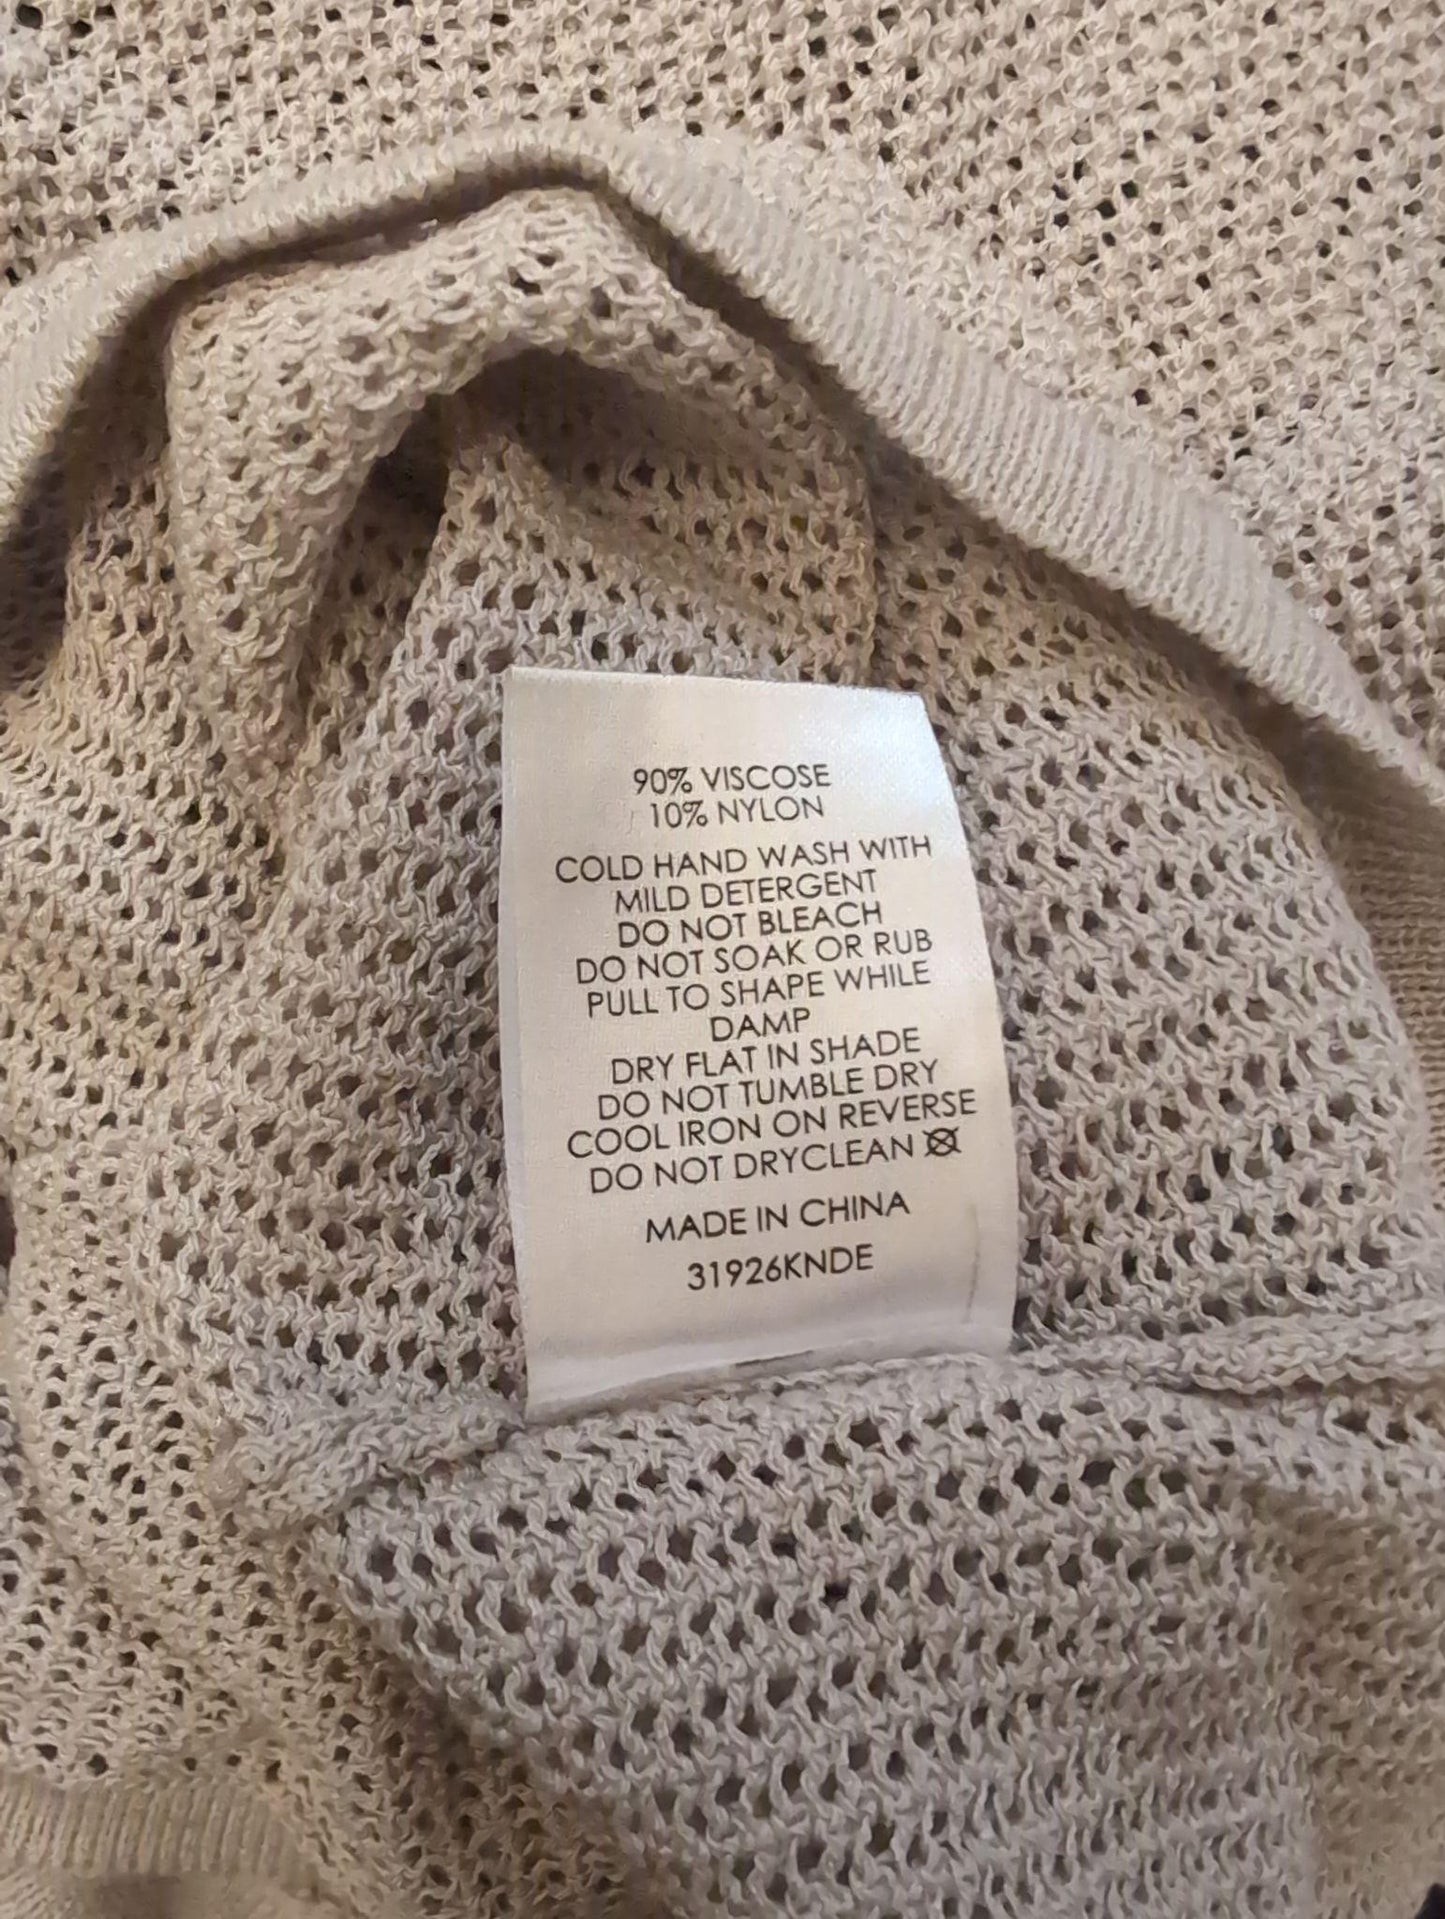 90% VISCOSE
10% NYLON
COLD HAND WASH WITH
MILD DETERGENT
DO NOT BLEACH
DO NOT SOAK OR RUB
PULL TO SHAPE WHILE
DAMP
DRY FLAT IN SHADE
DO NOT TUMBLE DRY
COOL IRON ON REVERSE
DO NOT DRYCLEAN
MADE IN CHINA
31926KNDE